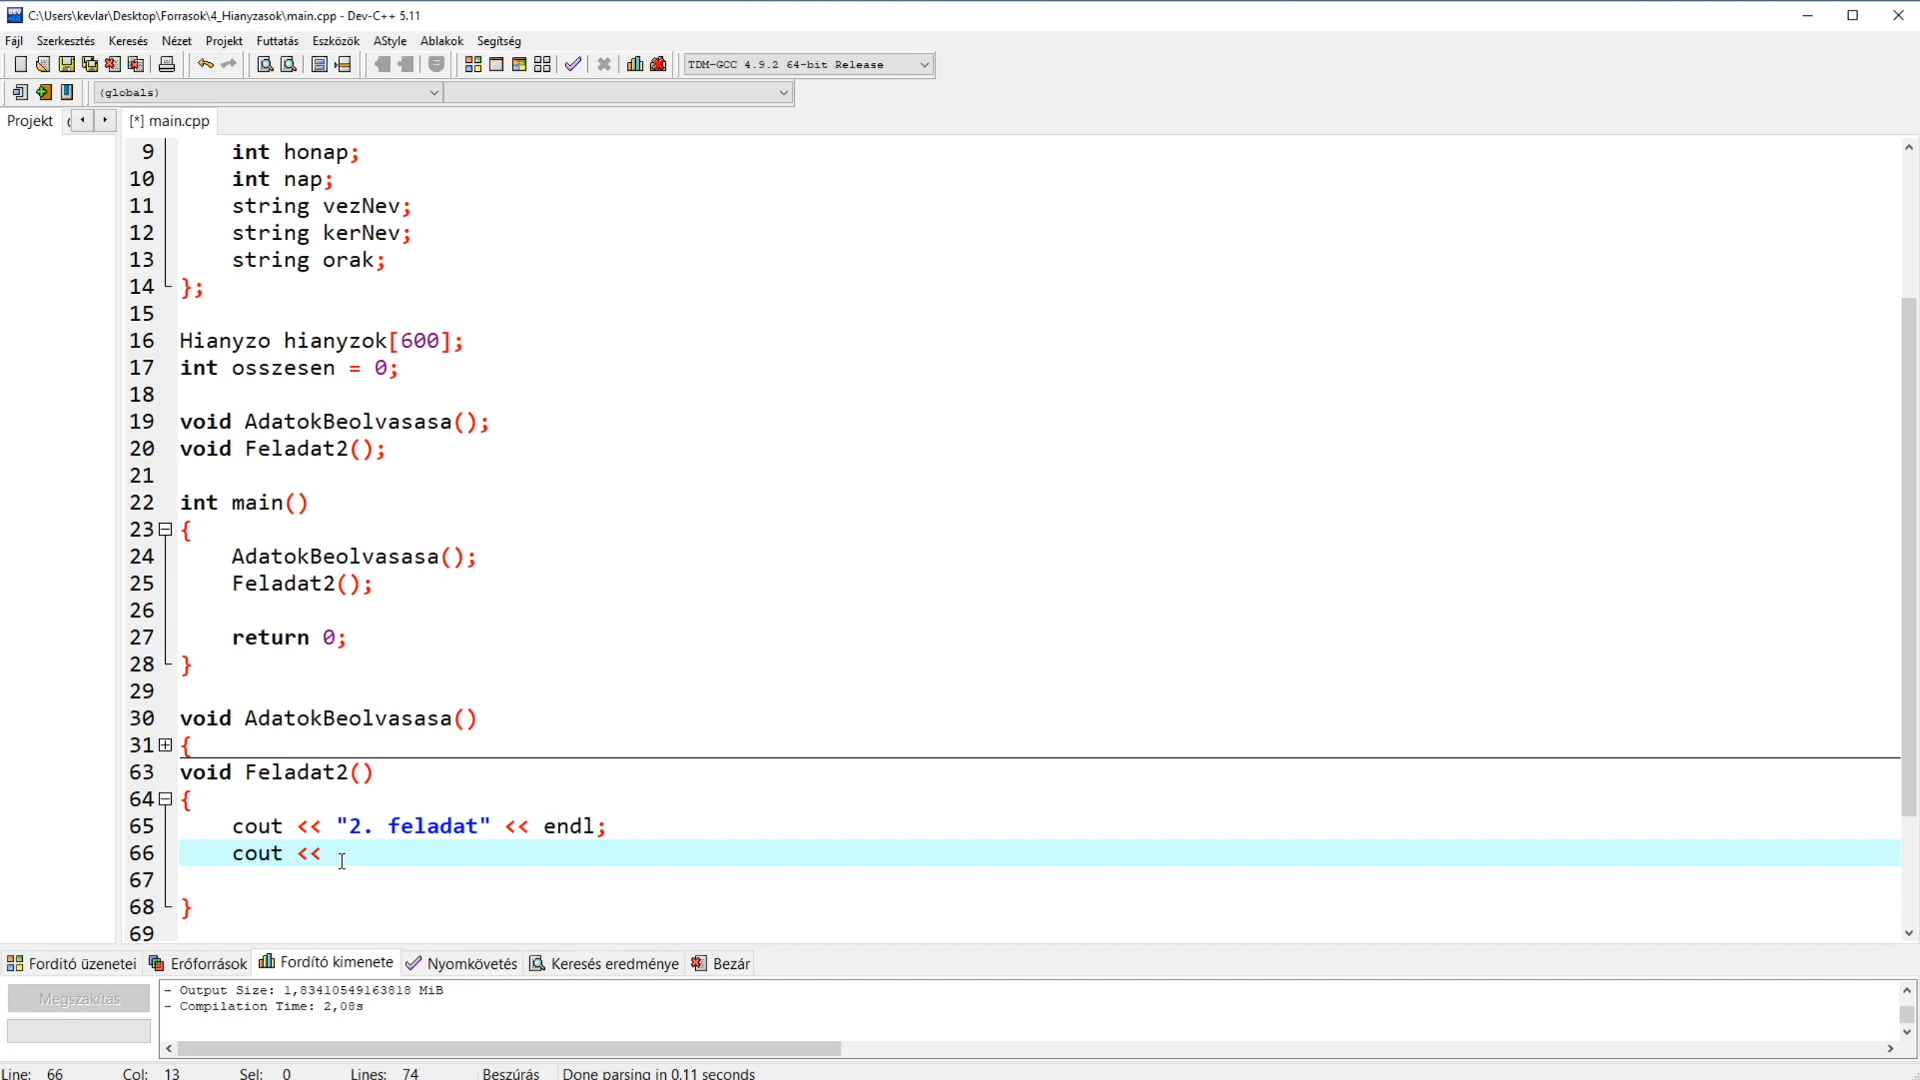 C:\Users\kevlar\Desktop\Forrasok\4_Hianyzasok\main.cpp - Dev-C++ 5.11
Fájl Szerkesztés Keresés Nézet Projekt Futtatás Eszközök AStyle Ablakok Segítség
TDM-GCC 4.9.2 64-bit Release
(globals)
Projekt ( [*] main.cpp
9 int honap;
10 int nap;
11 string vezNev;
12 string kerNev;
13 string orak;
14 };
15
16 Hianyzo hianyzok[600];
17 int osszesen = 0;
18
19 void AdatokBeolvasasa();
20 void Feladat2();
21
22 int main()
23 {
24 AdatokBeolvasasa();
25 Feladat2();
26
27 return 0;
28 }
29
30 void AdatokBeolvasasa()
31 {
63 void Feladat2()
64 {
65 cout << "2. feladat" << endl;
66 cout <<
67
68 }
69
Fordító üzenetei Erőforrások Fordító kimenete Nyomkövetés Keresés eredménye Bezár
Megszakítás
- Output Size: 1,83410549163818 MiB
- Compilation Time: 2,08s
Line: 66 Col: 13 Sel: 0 Lines: 74 Beszúrás Done parsing in 0.11 seconds